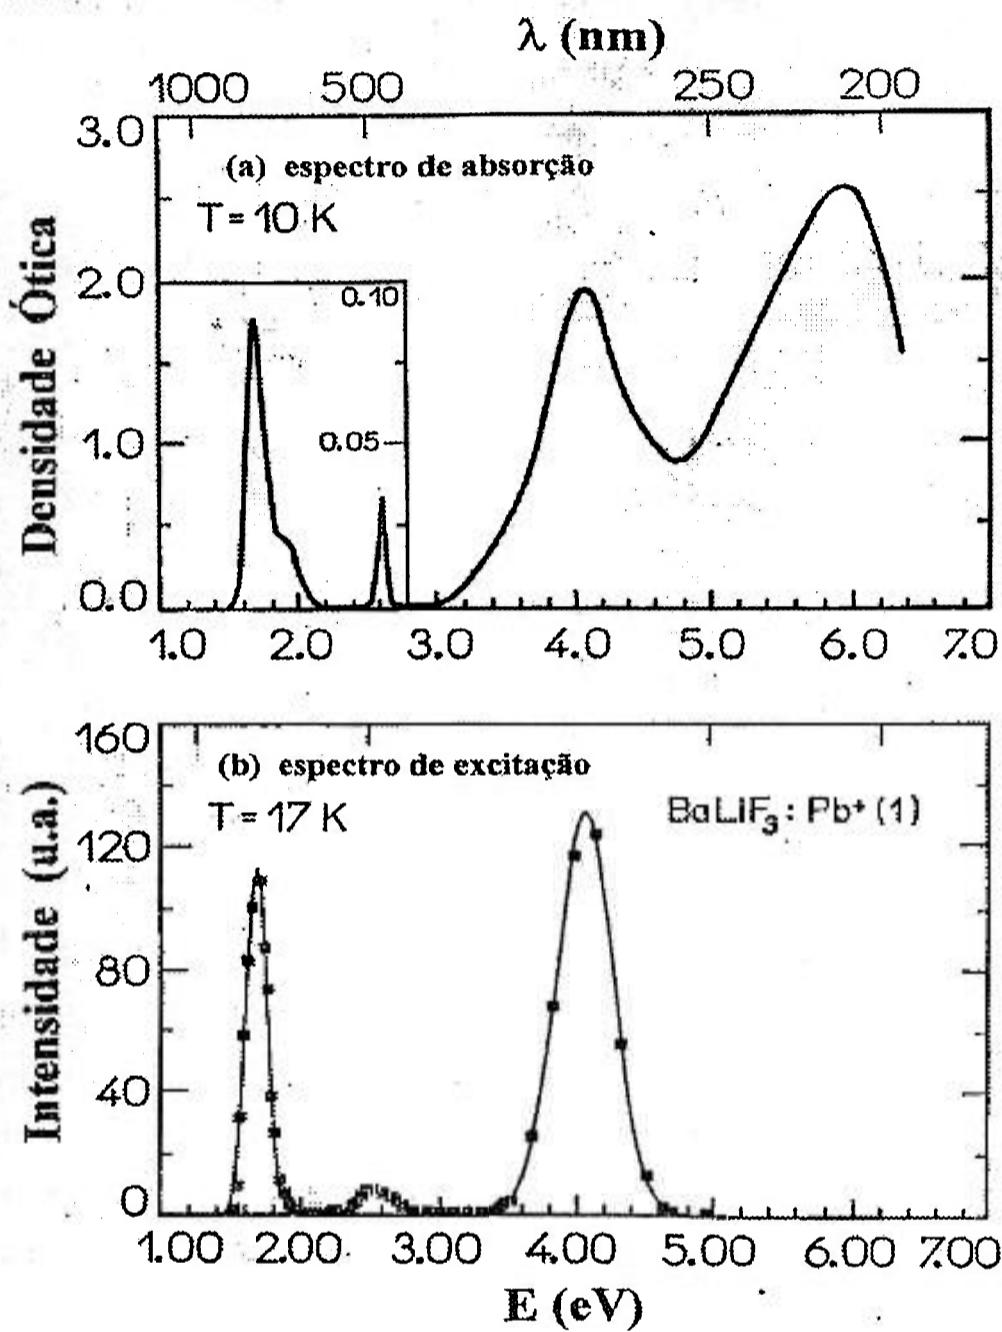 λ (nm)
1000 500 250 200
3.0
(a) espectro de absorção
T = 10 K
Densidade Ótica
2.0
0.10
1.0
0.05
0.0
1.0 2.0 3.0 4.0 5.0 6.0 7.0
160
(b) espectro de excitação
T = 17 K
BaLiF₃: Pb⁺ (1)
Intensidade (u.a.)
120
80
40
0
1.00 2.00 3.00 4.00 5.00 6.00 7.00
E (eV)